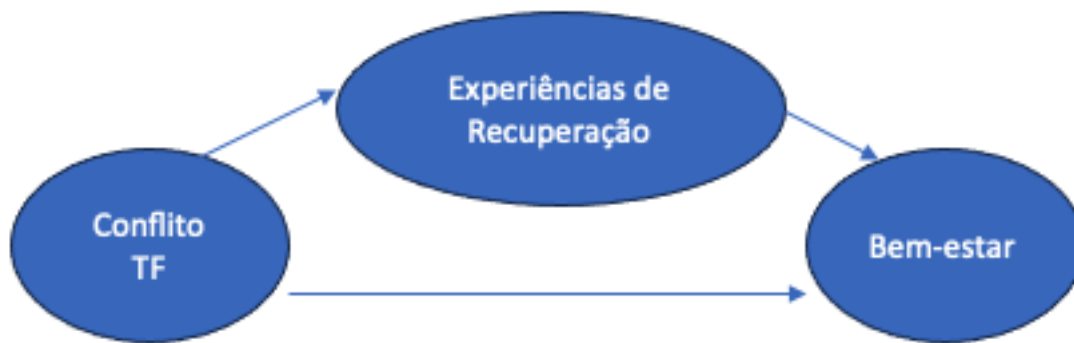 Experiências de
Recuperação
Conflito
TF
Bem-estar